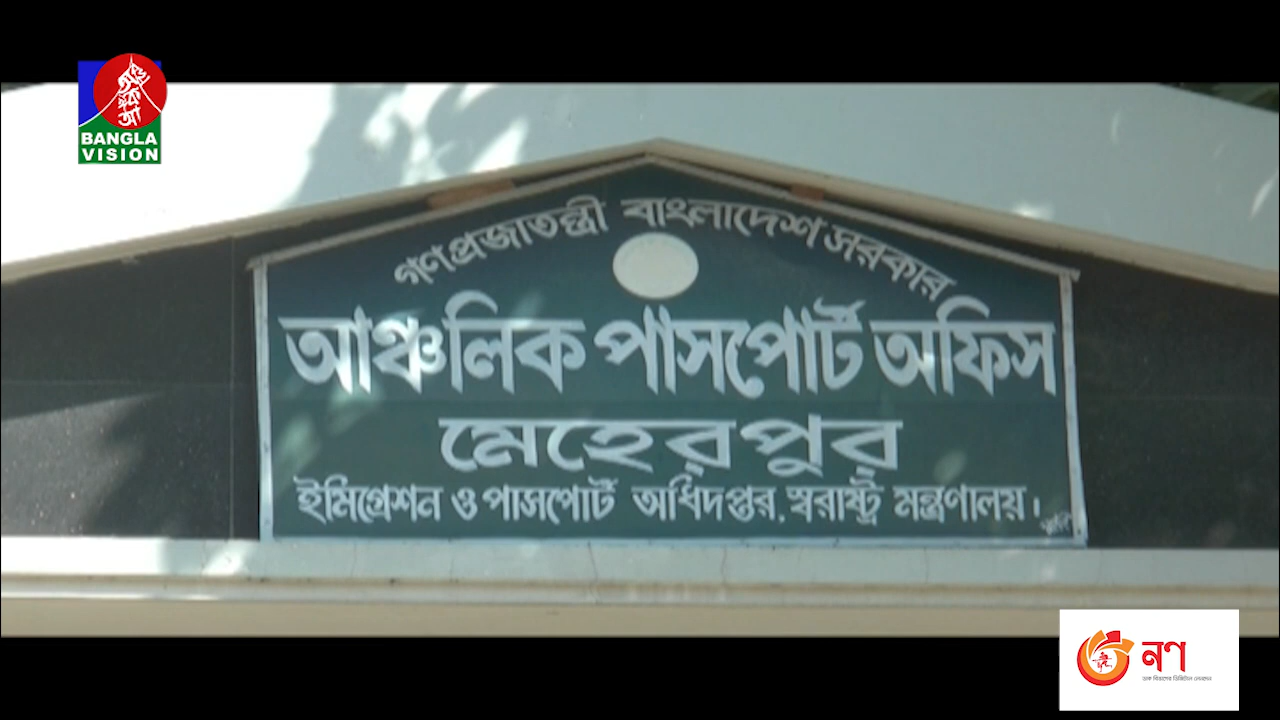 BANGLA
VISION
গণপ্রজাতন্ত্রী বাংলাদেশ সরকার
আঞ্চলিক পাসপোর্ট অফিস
মেহেরপুর
ইমিগ্রেশন ও পাসপোর্ট অধিদপ্তর, স্বরাষ্ট্র মন্ত্রণালয়।